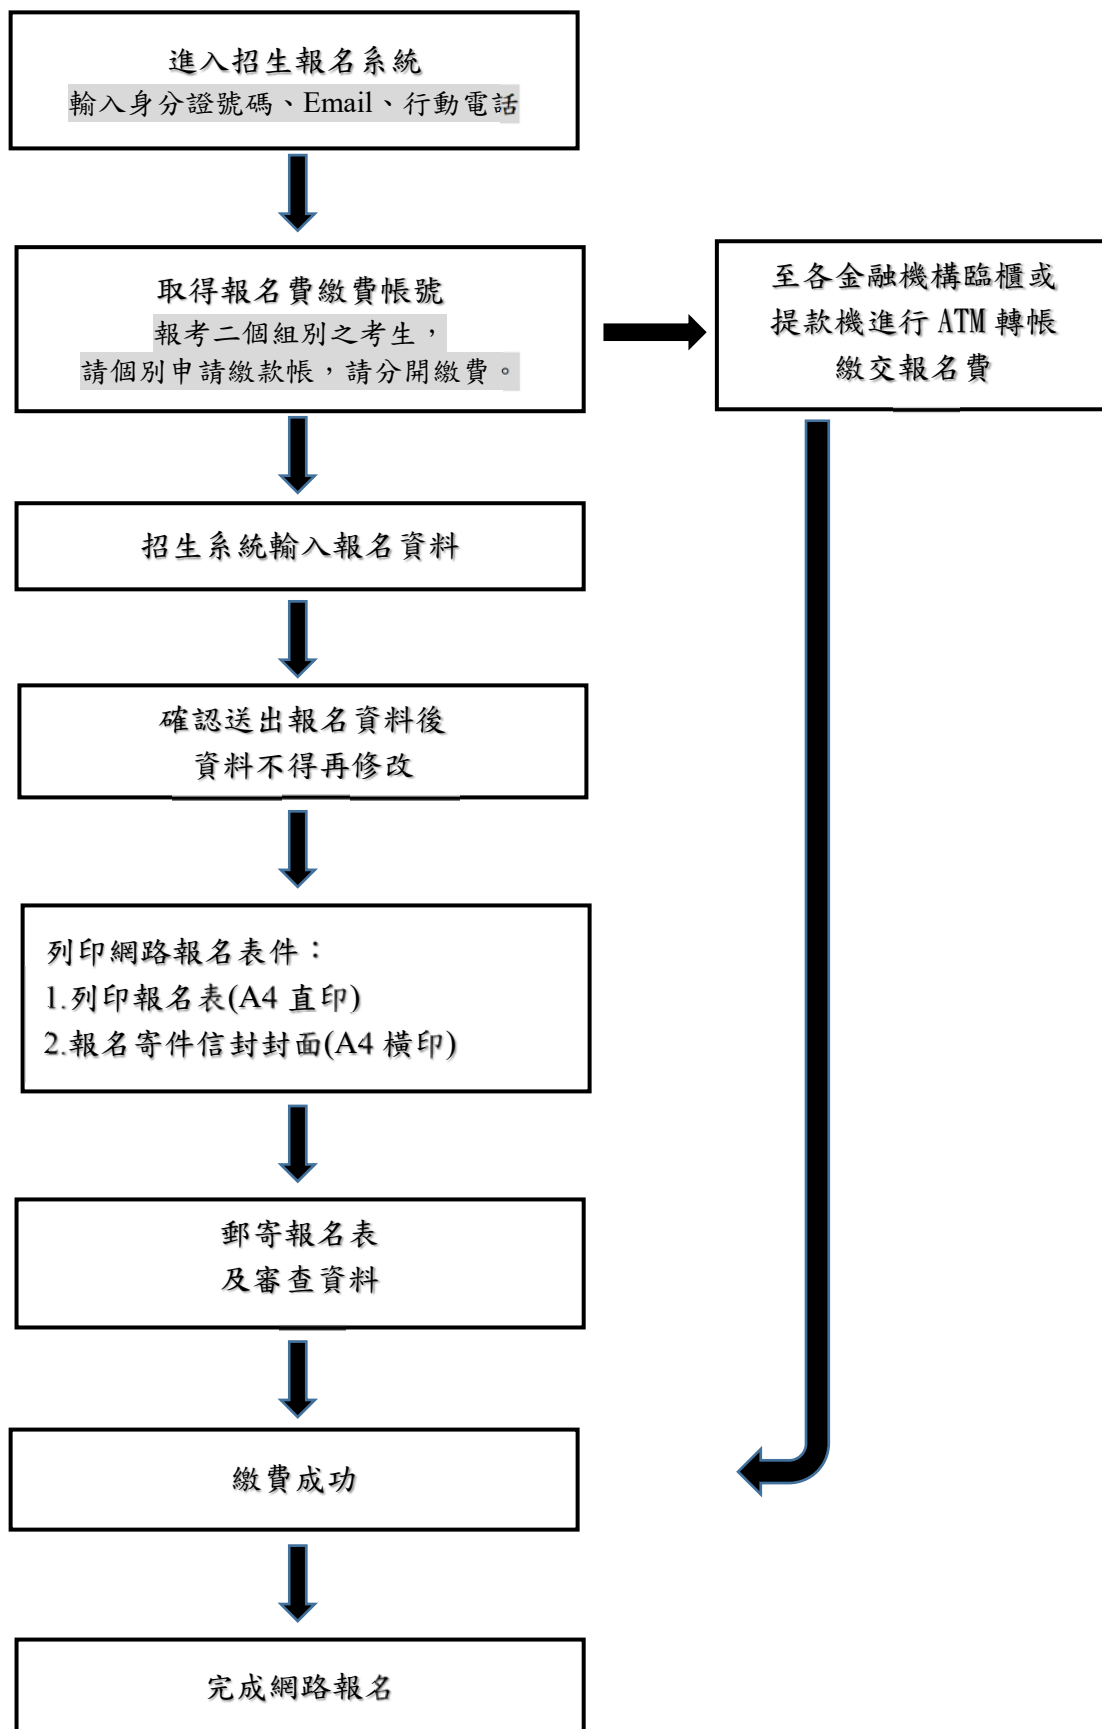 進入招生報名系統
輸入身分證號碼、Email、行動電話
取得報名費繳費帳號
報考二個組別之考生，
請個別申請繳款帳，請分開繳費。
至各金融機構臨櫃或
提款機進行 ATM 轉帳
繳交報名費
招生系統輸入報名資料
確認送出報名資料後
資料不得再修改
列印網路報名表件：
1.列印報名表(A4 直印)
2.報名寄件信封封面(A4 橫印)
郵寄報名表
及審查資料
繳費成功
完成網路報名